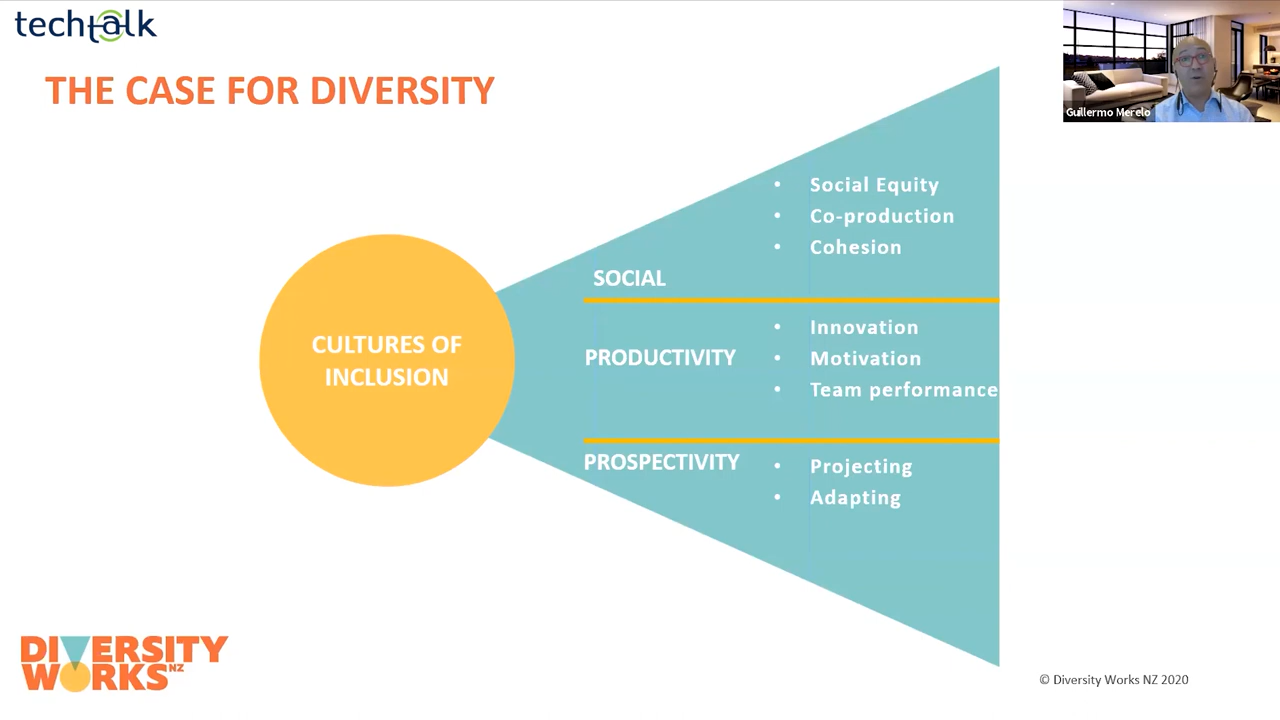 techtalk
Guillermo Merelo
THE CASE FOR DIVERSITY
CULTURES OF
INCLUSION
SOCIAL
• Social Equity
• Co-production
• Cohesion
PRODUCTIVITY
• Innovation
• Motivation
• Team performance
PROSPECTIVITY
• Projecting
• Adapting
DIVERSITY
WORKS NZ
© Diversity Works NZ 2020